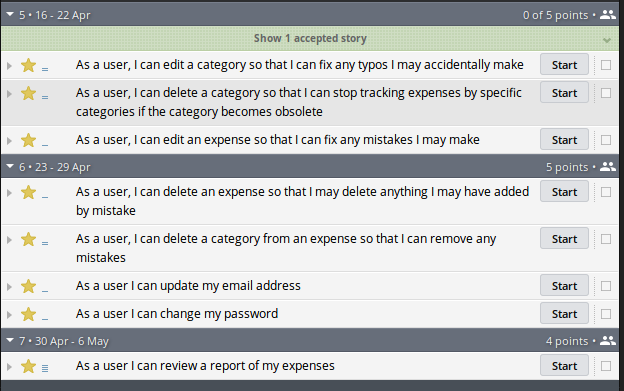 5 • 16 - 22 Apr 0 of 5 points •
Show 1 accepted story
As a user, I can edit a category so that I can fix any typos I may accidentally make Start
As a user, I can delete a category so that I can stop tracking expenses by specific Start
categories if the category becomes obsolete
As a user, I can edit an expense so that I can fix any mistakes I may make Start
6 • 23 - 29 Apr 5 points •
As a user, I can delete an expense so that I may delete anything I may have added Start
by mistake
As a user, I can delete a category from an expense so that I can remove any Start
mistakes
As a user I can update my email address Start
As a user I can change my password Start
7 • 30 Apr - 6 May 4 points •
As a user I can review a report of my expenses Start